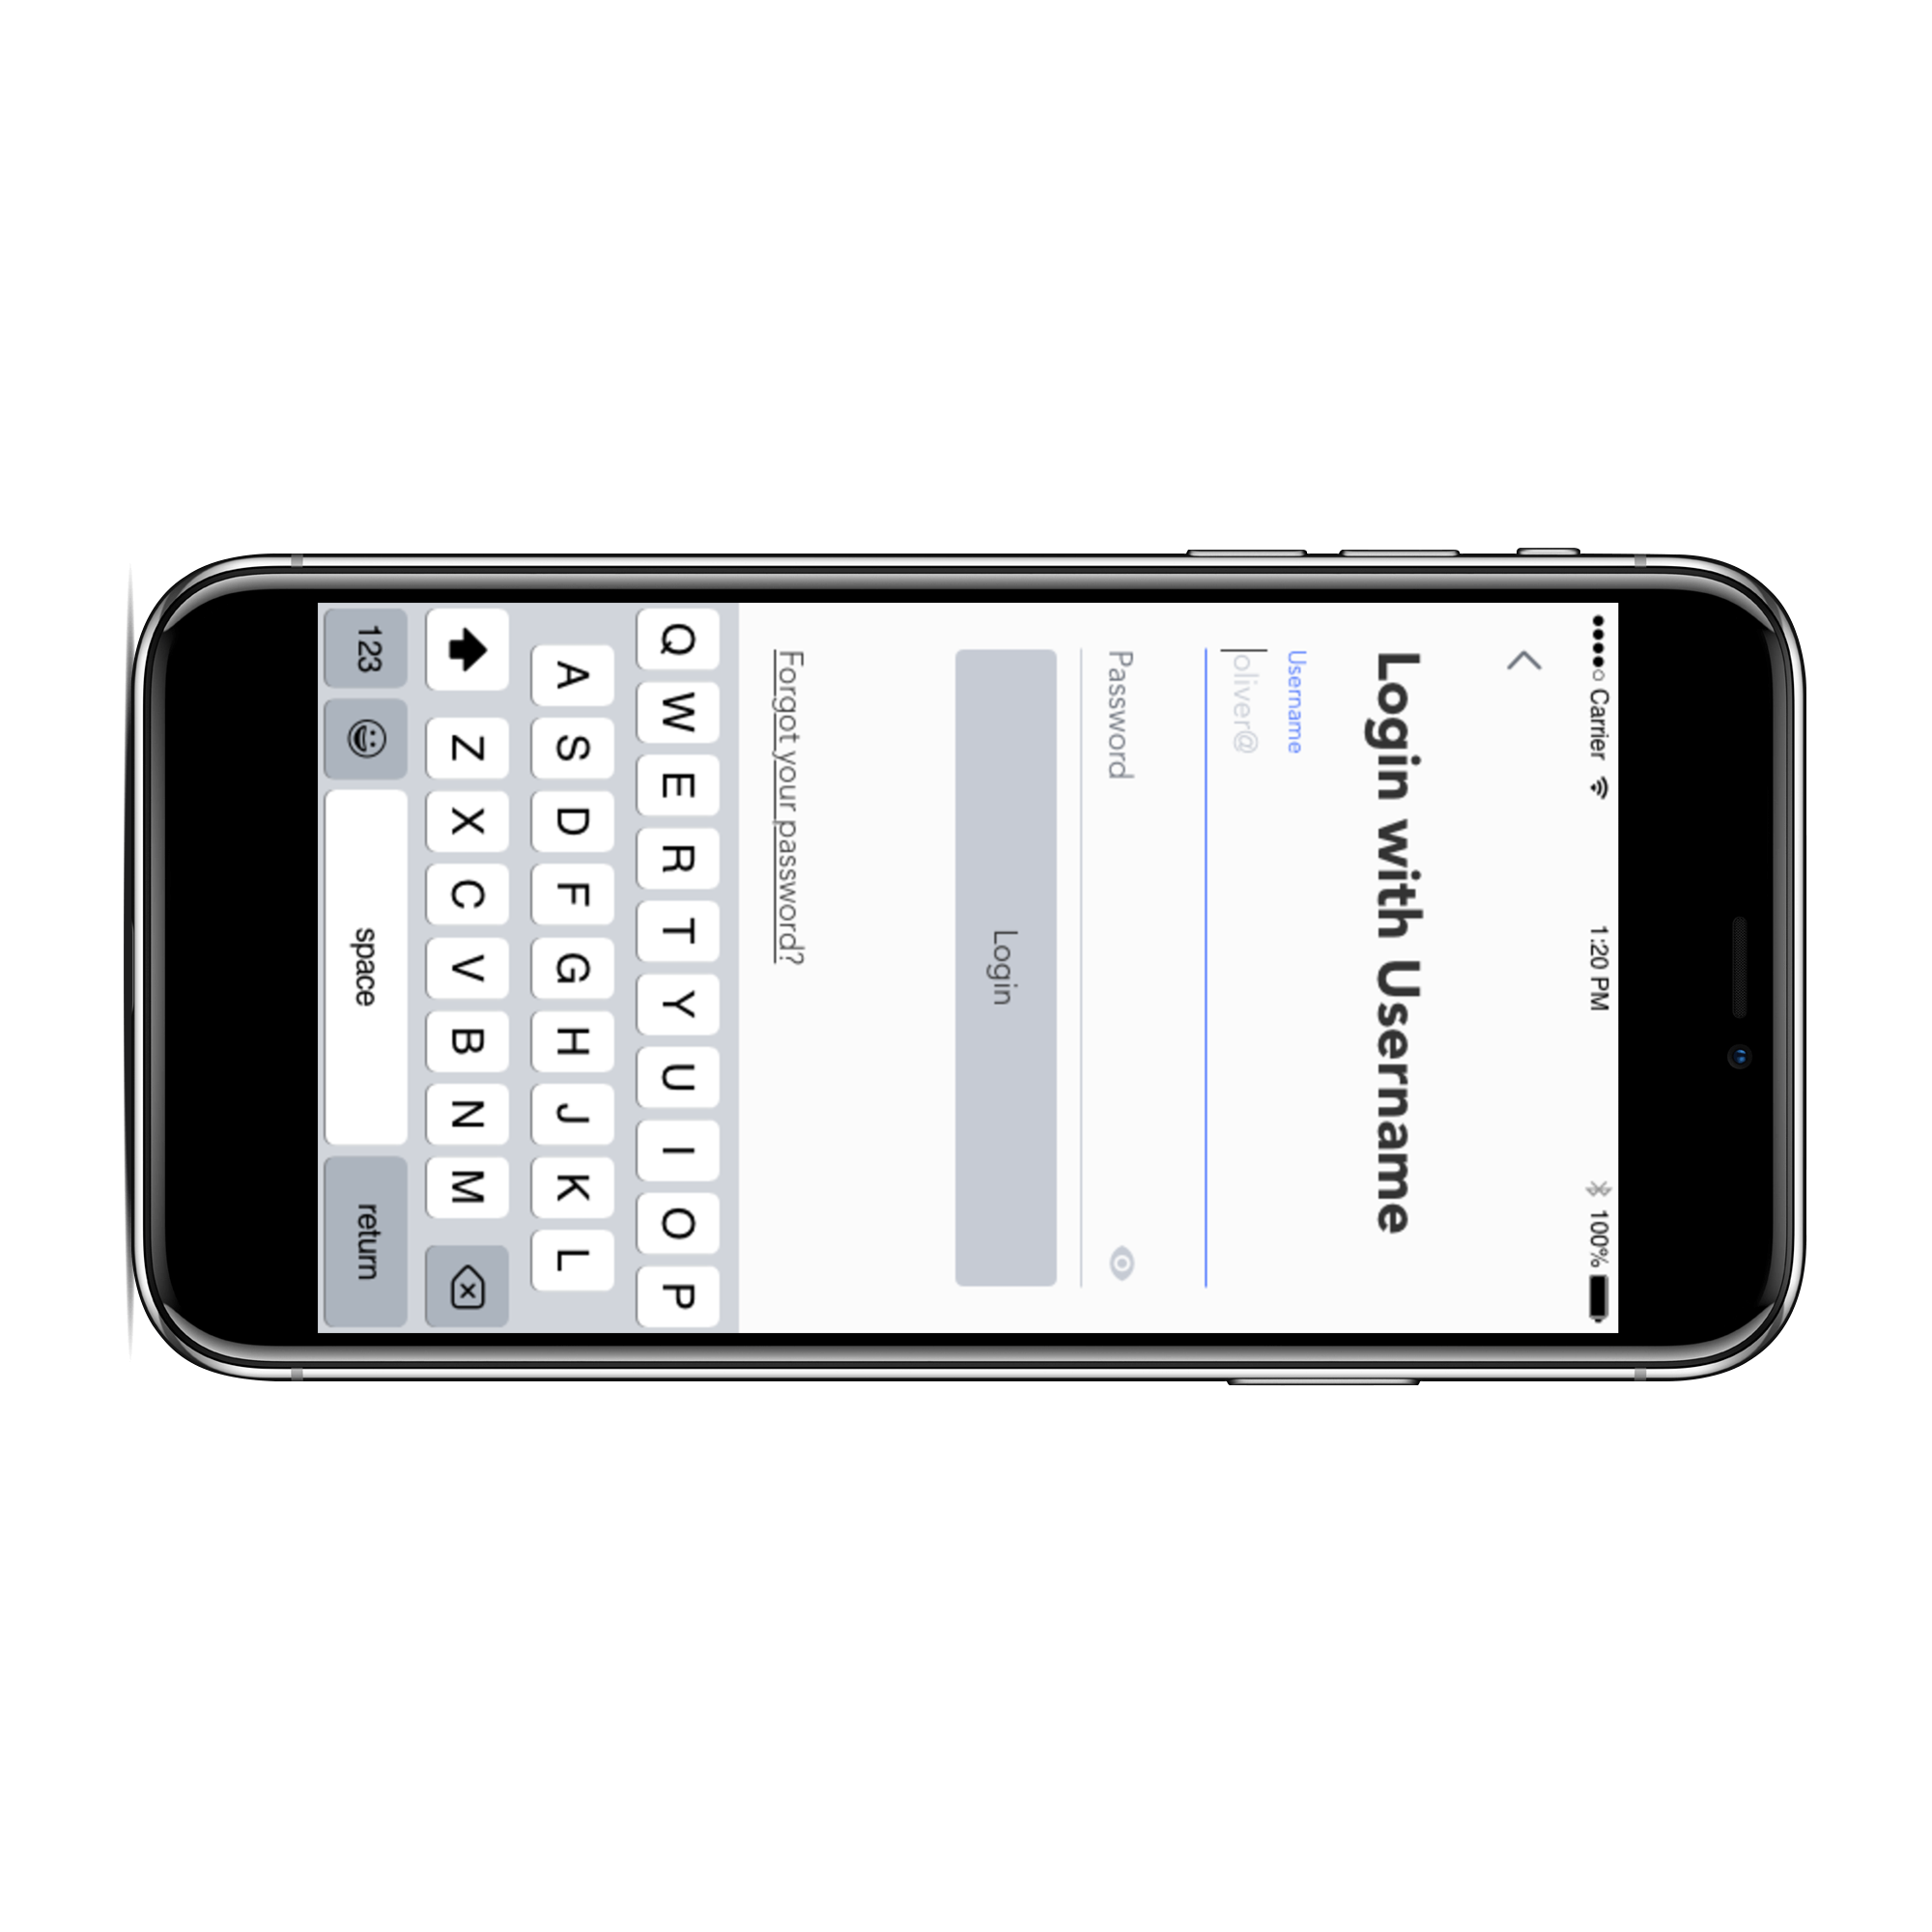 Carrier 1:20 PM 100%
Login with Username
Username
oliver@
Password
Login
Forgot your password?
Q W E R T Y U I O P
A S D F G H J K L
Z X C V B N M
123 space return